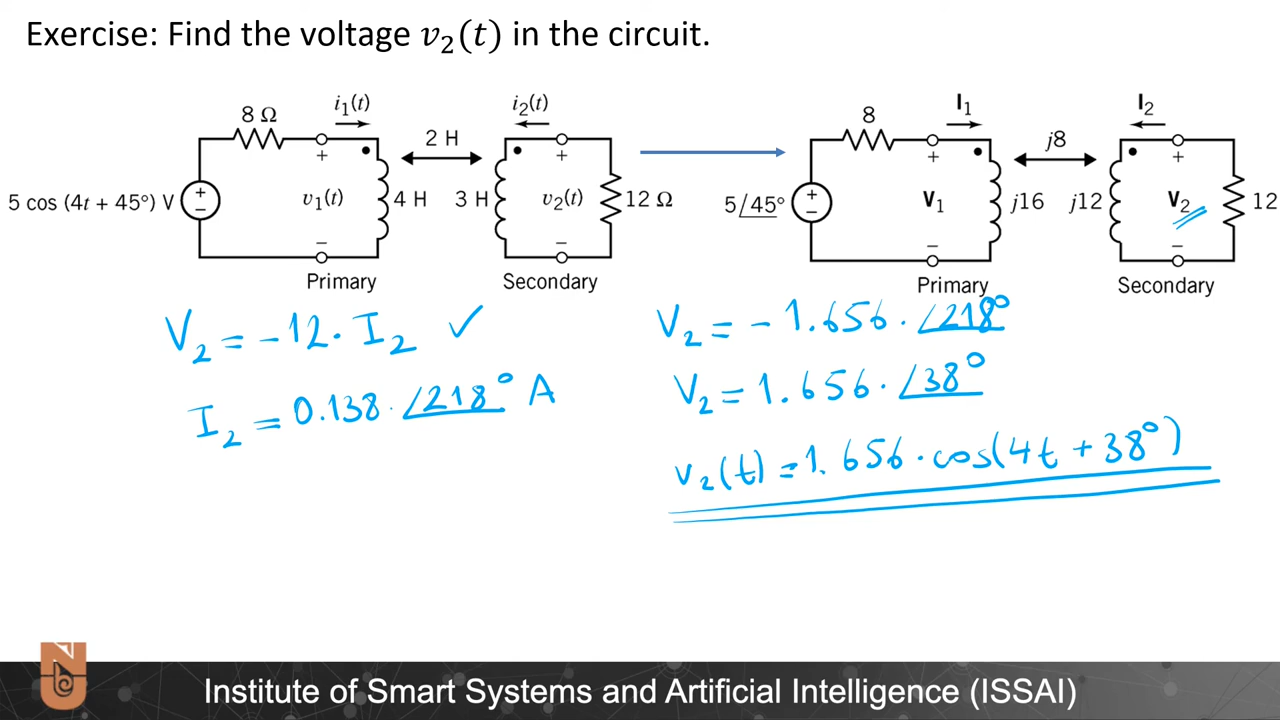 Exercise: Find the voltage 𝑣₂(𝑡) in the circuit.
8 Ω
i₁(t)
i₂(t)
2 H
5 cos (4t + 45°) V
+
−
+
v₁(t)
−
4 H
3 H
+
v₂(t)
−
12 Ω
Primary
Secondary
8
I₁
I₂
j8
5∠45°
+
−
+
V₁
−
j16
j12
+
V₂
−
12
Primary
Secondary
V₂ = -12 · I₂ ✓
I₂ = 0.138 · ∠218° A
V₂ = - 1.656 · ∠218°
V₂ = 1.656 · ∠38°
v₂(t) = 1.656 · cos(4t + 38°)
Institute of Smart Systems and Artificial Intelligence (ISSAI)